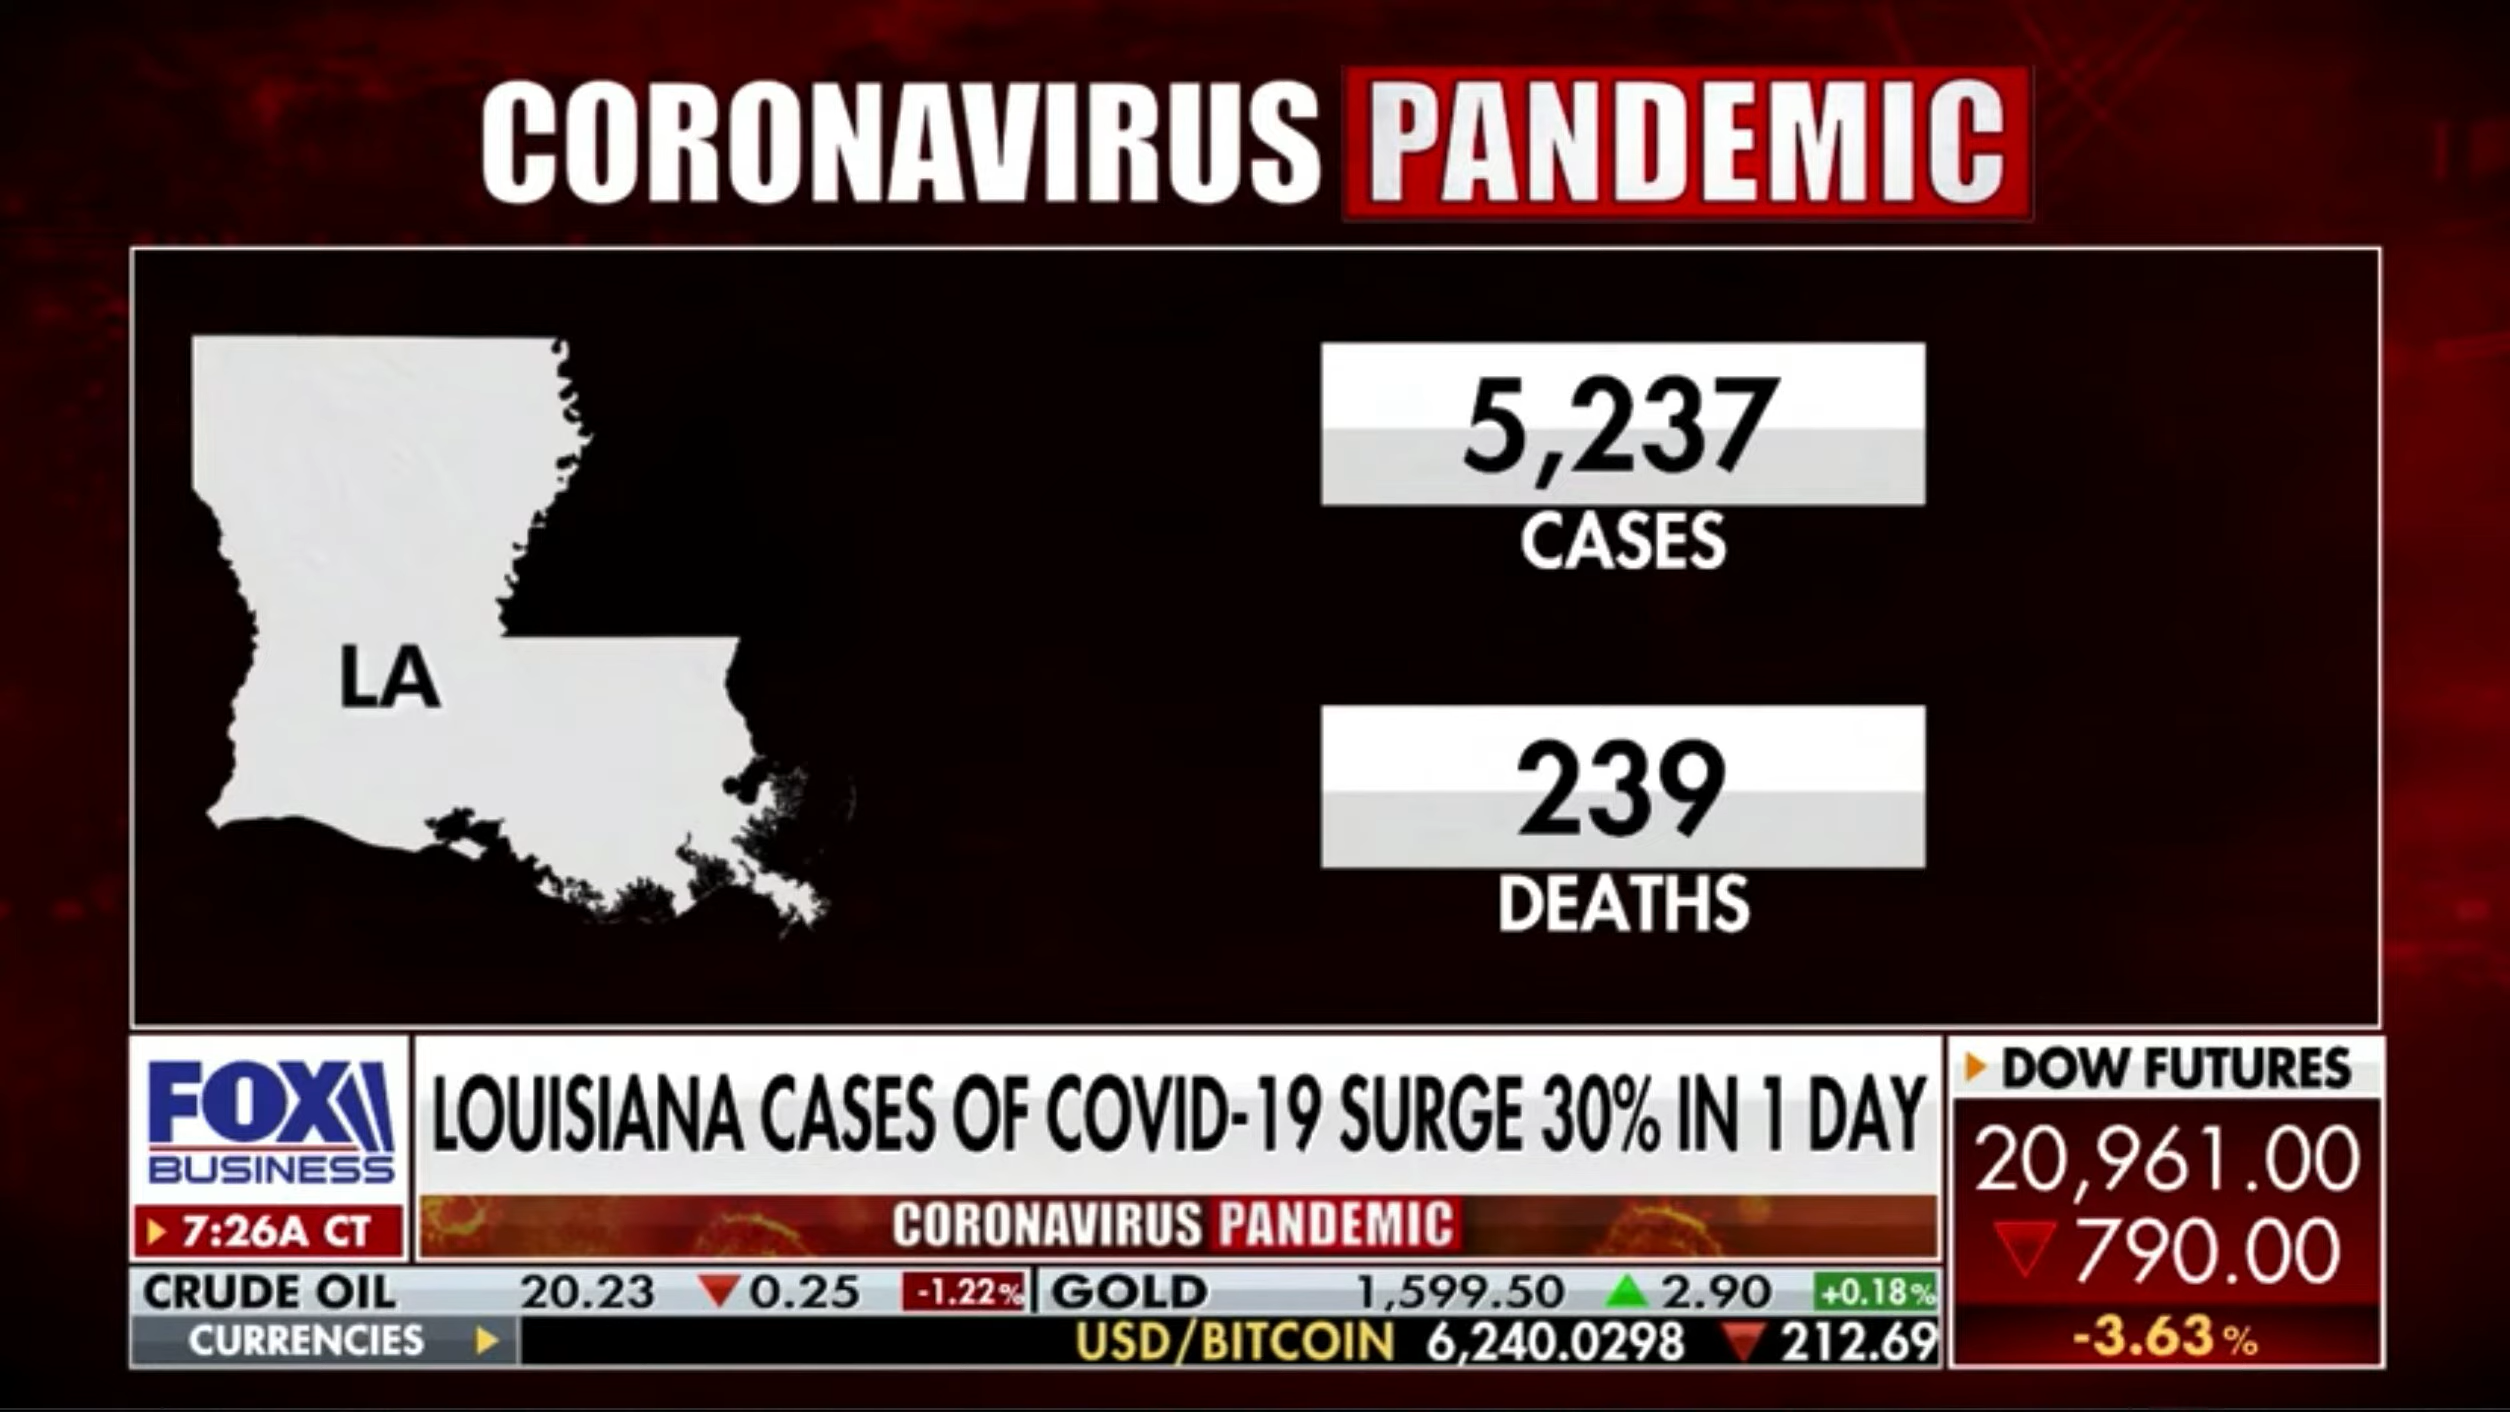 CORONAVIRUS PANDEMIC
5,237
CASES
LA
239
DEATHS
FOX BUSINESS
LOUISIANA CASES OF COVID-19 SURGE 30% IN 1 DAY
DOW FUTURES
20,961.00
▼ 790.00
-3.63%
7:26A CT
CORONAVIRUS PANDEMIC
CRUDE OIL 20.23 ▼ 0.25 -1.22% GOLD 1,599.50 ▲ 2.90 +0.18%
CURRENCIES USD/BITCOIN 6,240.0298 ▼ 212.69